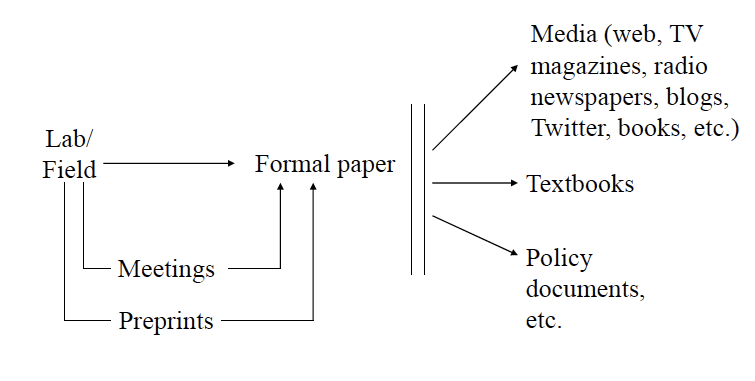 Media (web, TV
magazines, radio
newspapers, blogs,
Twitter, books, etc.)
Lab/
Field
Formal paper
Textbooks
Meetings
Preprints
Policy
documents,
etc.